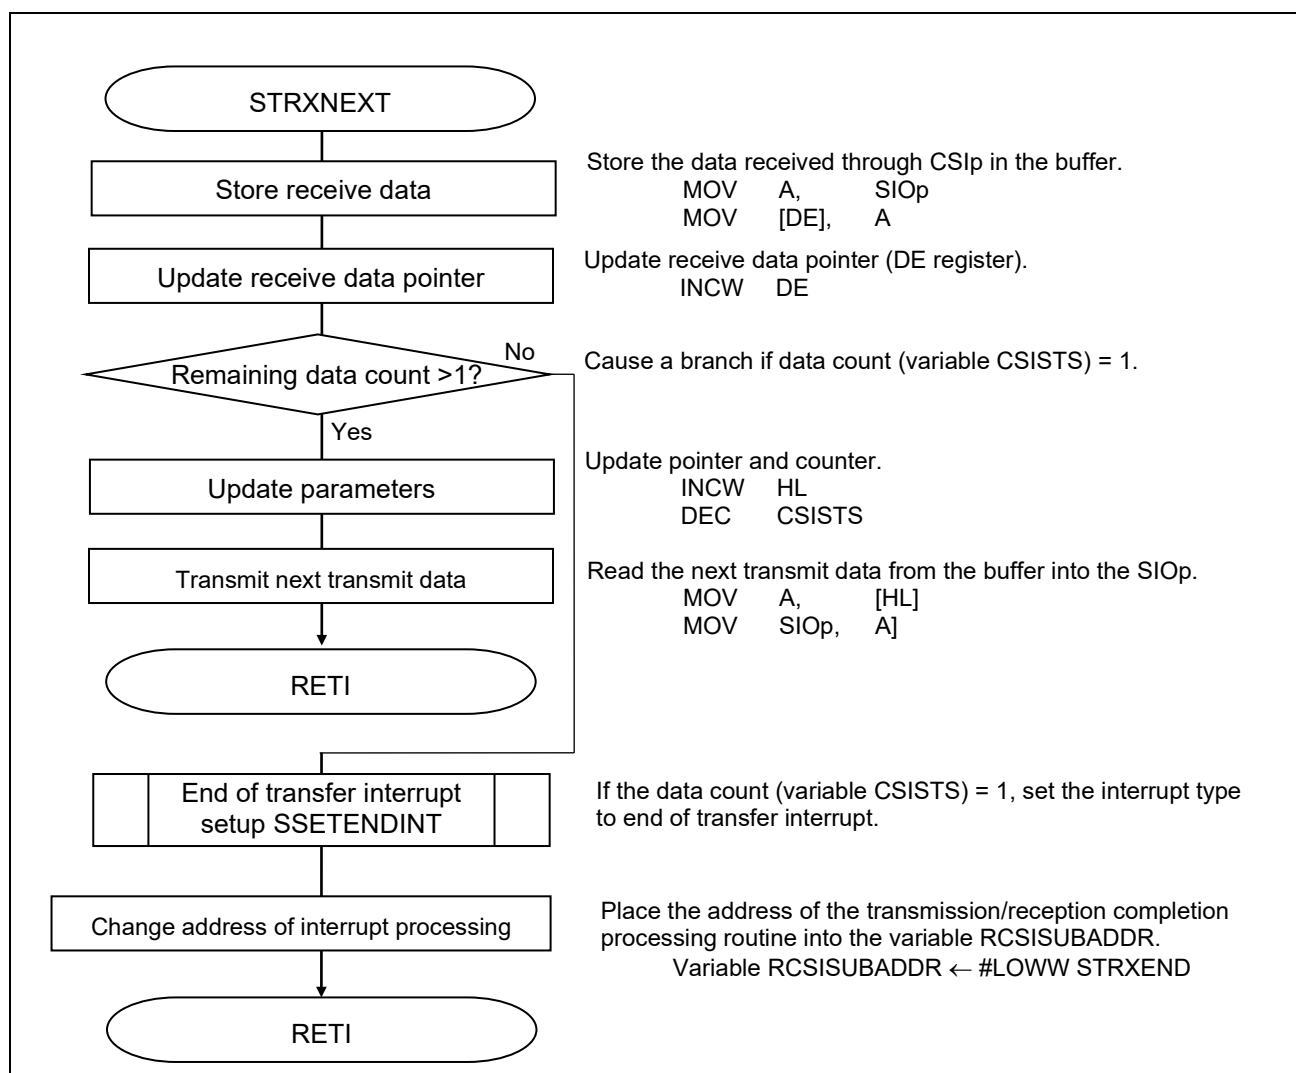 STRXNEXT
Store receive data
Store the data received through CSIp in the buffer.
MOV A, SIOp
MOV [DE], A
Update receive data pointer
Update receive data pointer (DE register).
INCW DE
Remaining data count >1?
No
Cause a branch if data count (variable CSISTS) = 1.
Yes
Update parameters
Update pointer and counter.
INCW HL
DEC CSISTS
Transmit next transmit data
Read the next transmit data from the buffer into the SIOp.
MOV A, [HL]
MOV SIOp, A]
RETI
End of transfer interrupt
setup SSETENDINT
If the data count (variable CSISTS) = 1, set the interrupt type
to end of transfer interrupt.
Change address of interrupt processing
Place the address of the transmission/reception completion
processing routine into the variable RCSISUBADDR.
Variable RCSISUBADDR ← #LOWW STRXEND
RETI